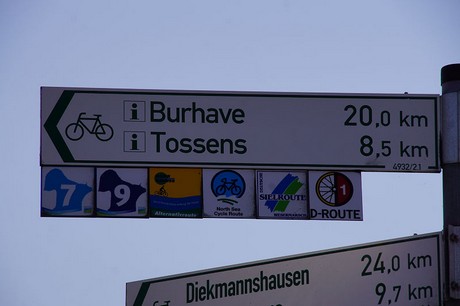 i Burhave 20,0 km
i Tossens 8,5 km
4932/21
7
9
North Sea
Cycle Route
SIELROUTE
1
D-ROUTE
Diekmannshausen 24,0 km
9,7 km